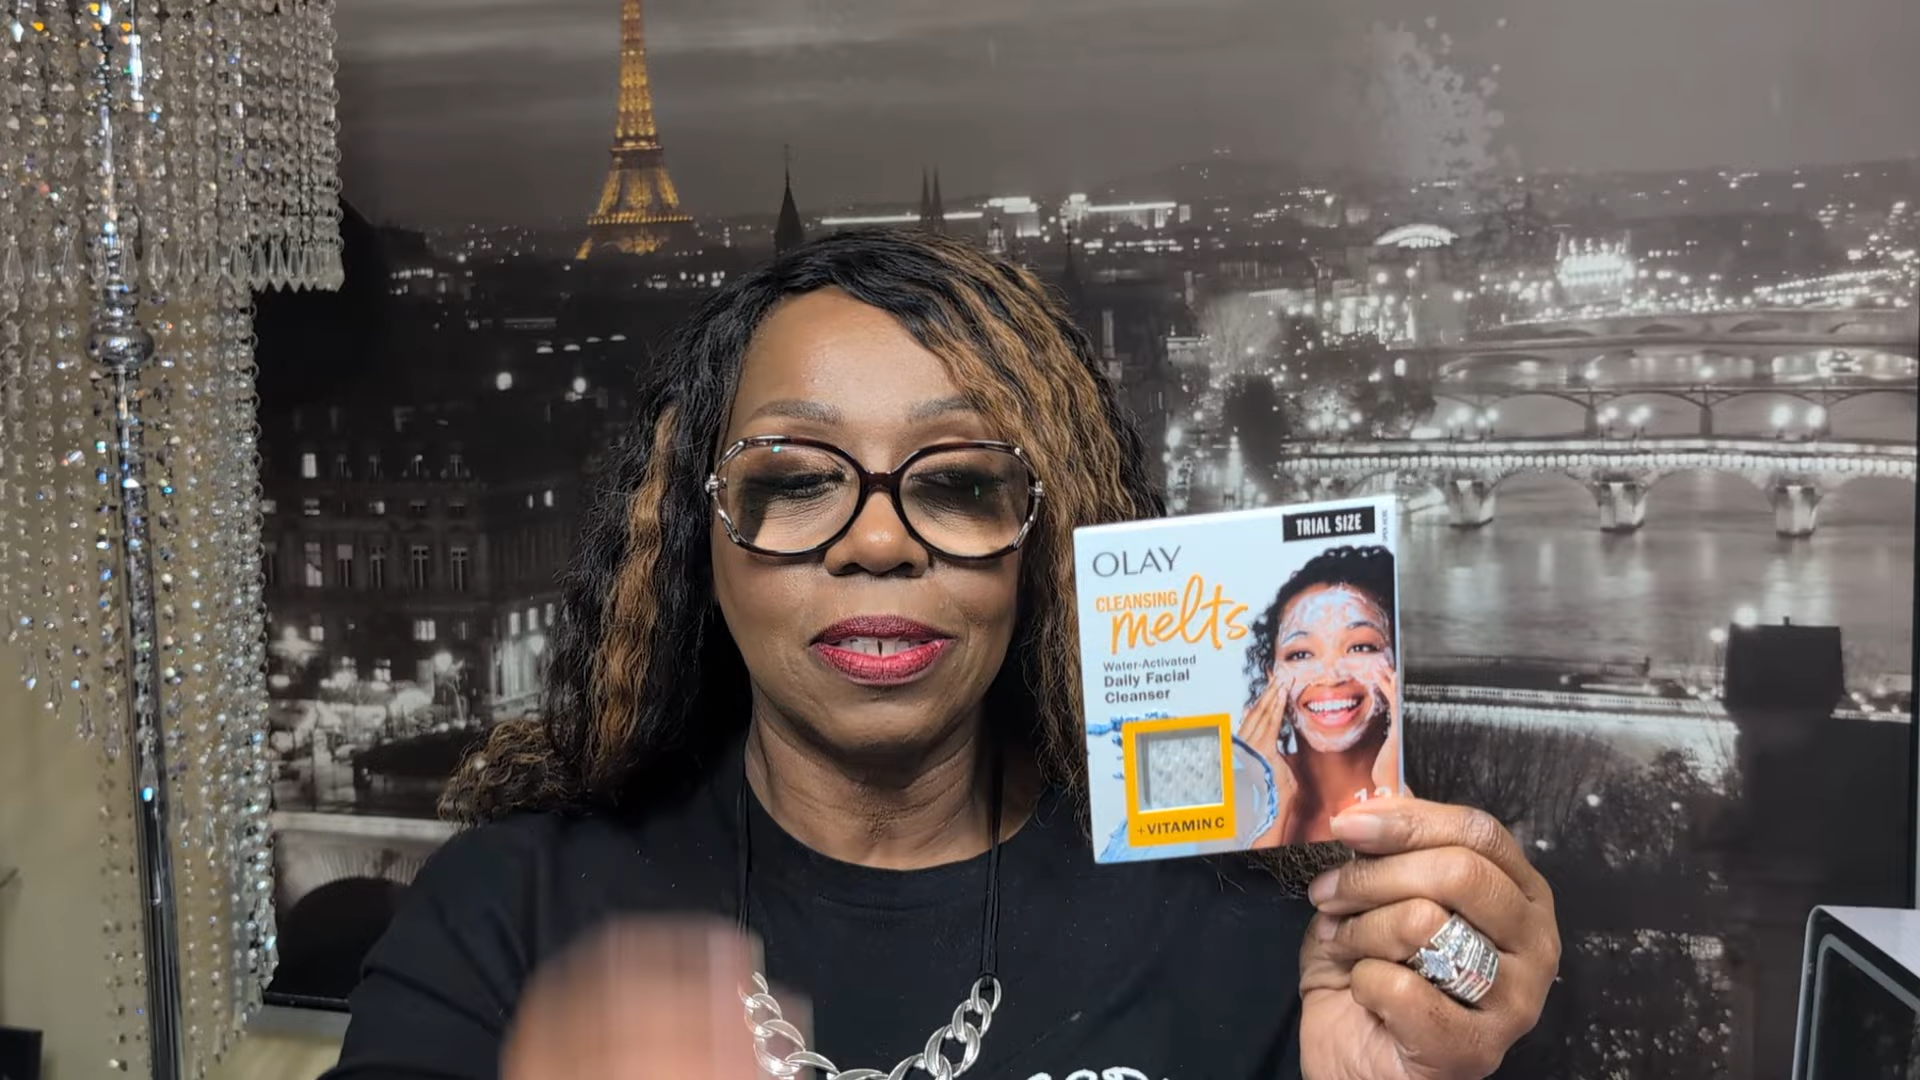 TRIAL SIZE
OLAY
CLEANSING
melts
Water-Activated
Daily Facial
Cleanser
+VITAMIN C